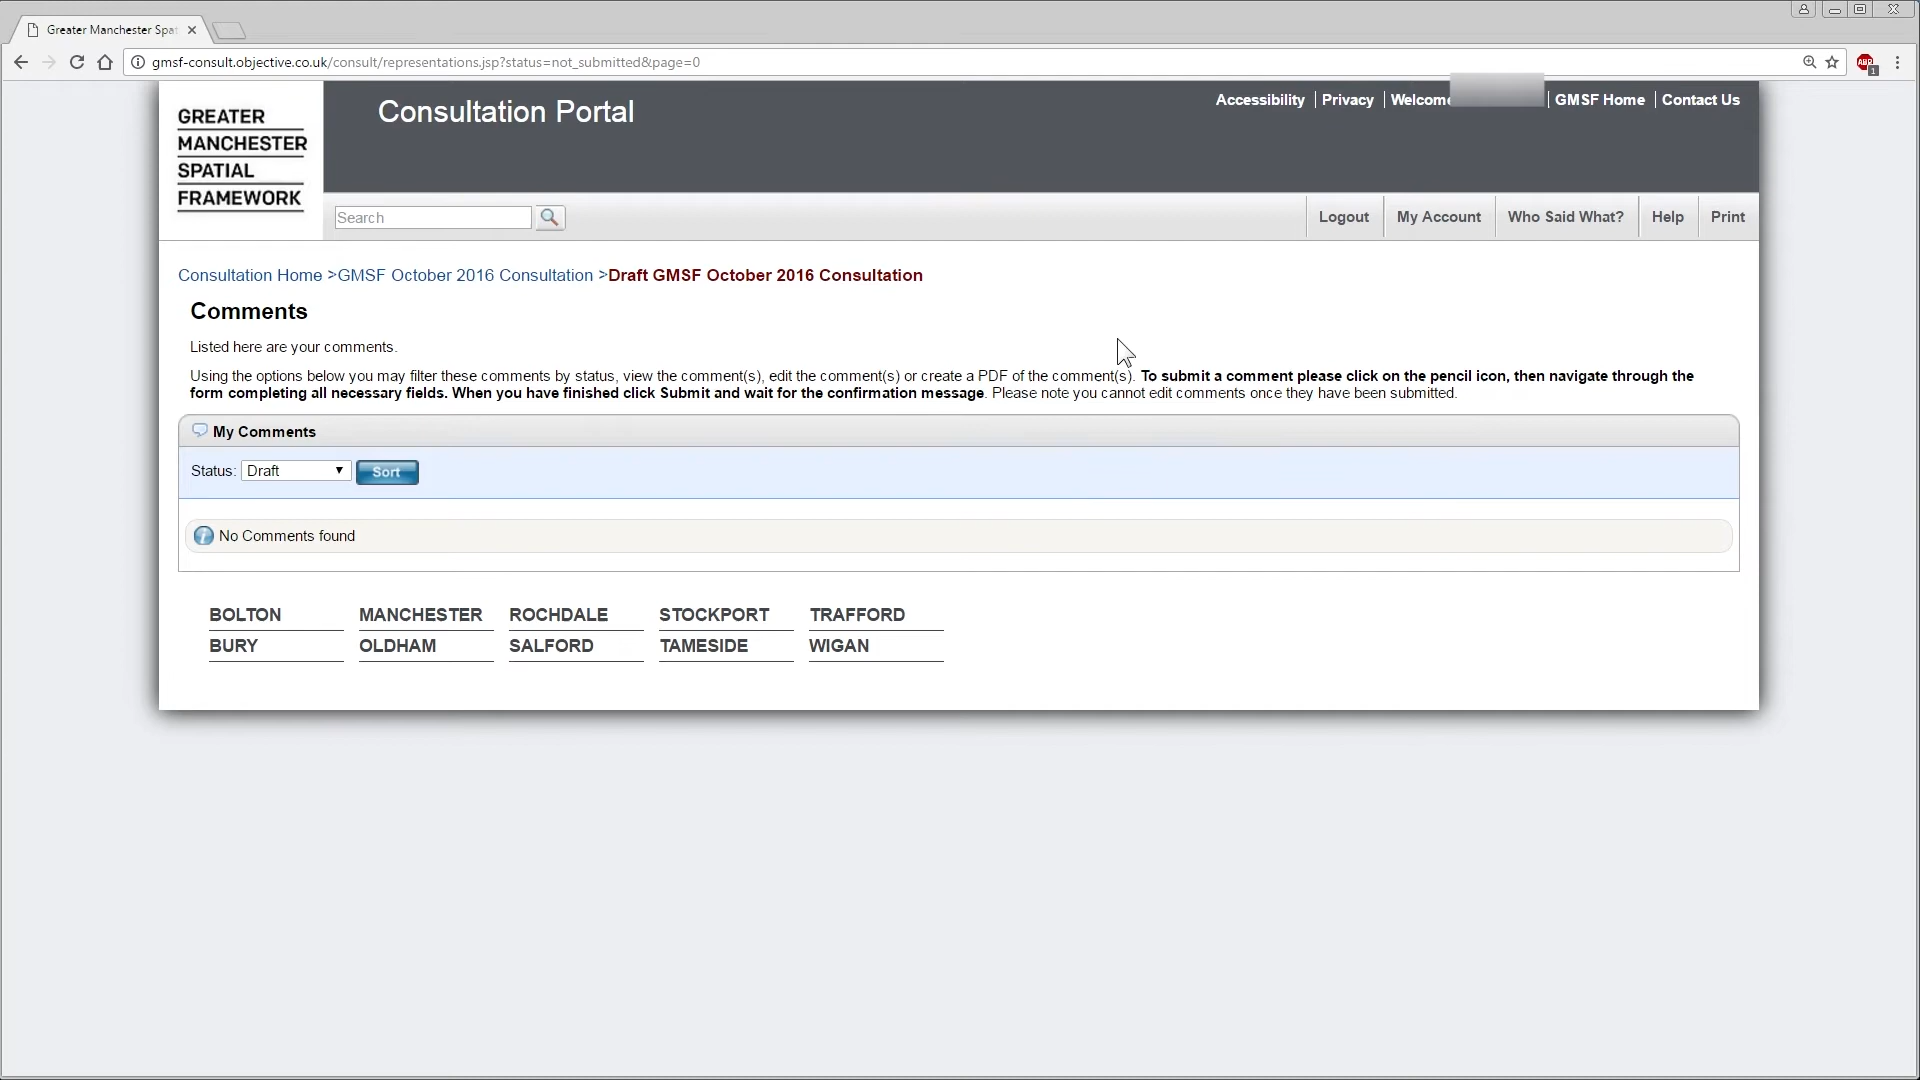 Greater Manchester Spat
gmsf-consult.objective.co.uk/consult/representations.jsp?status=not_submitted&page=0
ABP
1
GREATER
MANCHESTER
SPATIAL
FRAMEWORK
Consultation Portal
Accessibility Privacy Welcome GMSF Home Contact Us
Search
Logout My Account Who Said What? Help Print
Consultation Home >GMSF October 2016 Consultation >Draft GMSF October 2016 Consultation
Comments
Listed here are your comments.
Using the options below you may filter these comments by status, view the comment(s), edit the comment(s) or create a PDF of the comment(s). To submit a comment please click on the pencil icon, then navigate through the
form completing all necessary fields. When you have finished click Submit and wait for the confirmation message. Please note you cannot edit comments once they have been submitted.
My Comments
Status: Draft Sort
No Comments found
BOLTON MANCHESTER ROCHDALE STOCKPORT TRAFFORD
BURY OLDHAM SALFORD TAMESIDE WIGAN